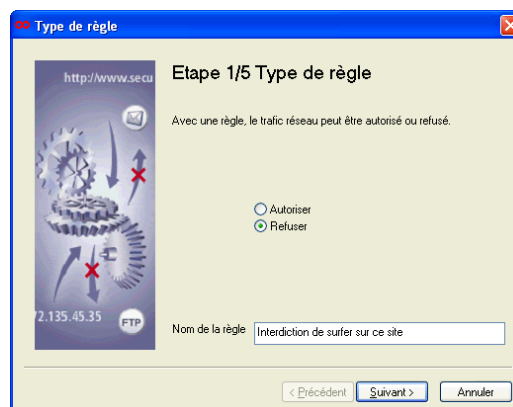 Type de règle
http://www.secu
Etape 1/5 Type de règle
Avec une règle, le trafic réseau peut être autorisé ou refusé.
Autoriser
Refuser
72.135.45.35
FTP
Nom de la règle Interdiction de surfer sur ce site
< Précédent Suivant > Annuler